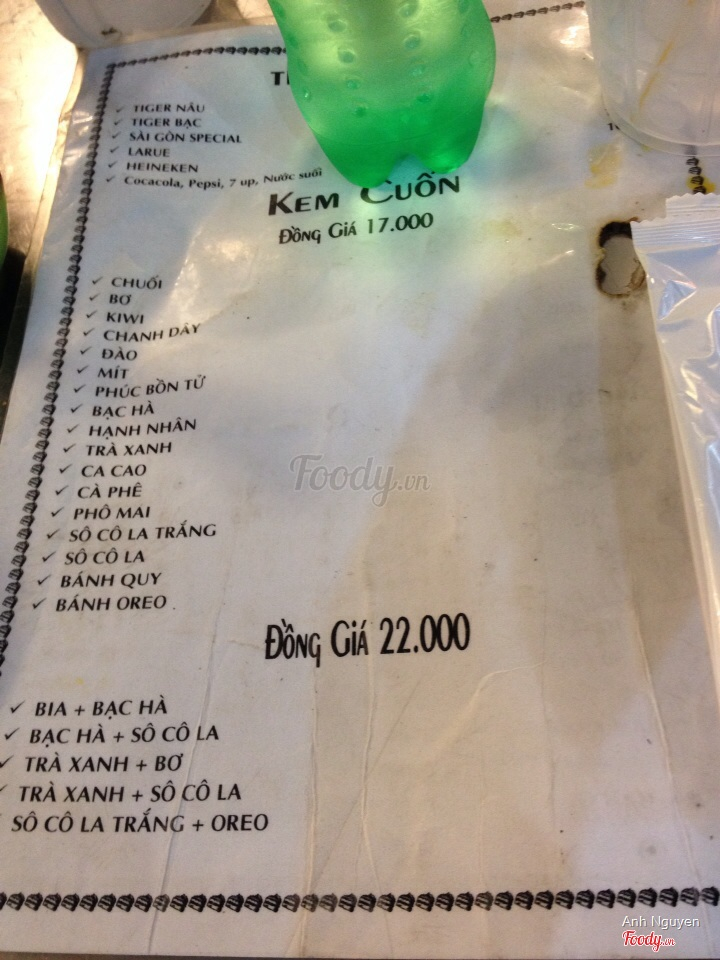 TIGER NÂU
TIGER BẠC
SÀI GÒN SPECIAL
LARUE
HEINEKEN
Cocacola, Pepsi, 7 up, Nước suối
KEM CUỐN
ĐỒNG GIÁ 17.000
CHUỐI
BƠ
KIWI
CHANH DÂY
ĐÀO
MÍT
PHÚC BỒN TỬ
BẠC HÀ
HẠNH NHÂN
TRÀ XANH
CA CAO
CÀ PHÊ
PHÔ MAI
SÔ CÔ LA TRẮNG
SÔ CÔ LA
BÁNH QUY
BÁNH OREO
Foody.vn
ĐỒNG GIÁ 22.000
BIA + BẠC HÀ
BẠC HÀ + SÔ CÔ LA
TRÀ XANH + BƠ
TRÀ XANH + SÔ CÔ LA
SÔ CÔ LA TRẮNG + OREO
Anh Nguyen
Foody.vn